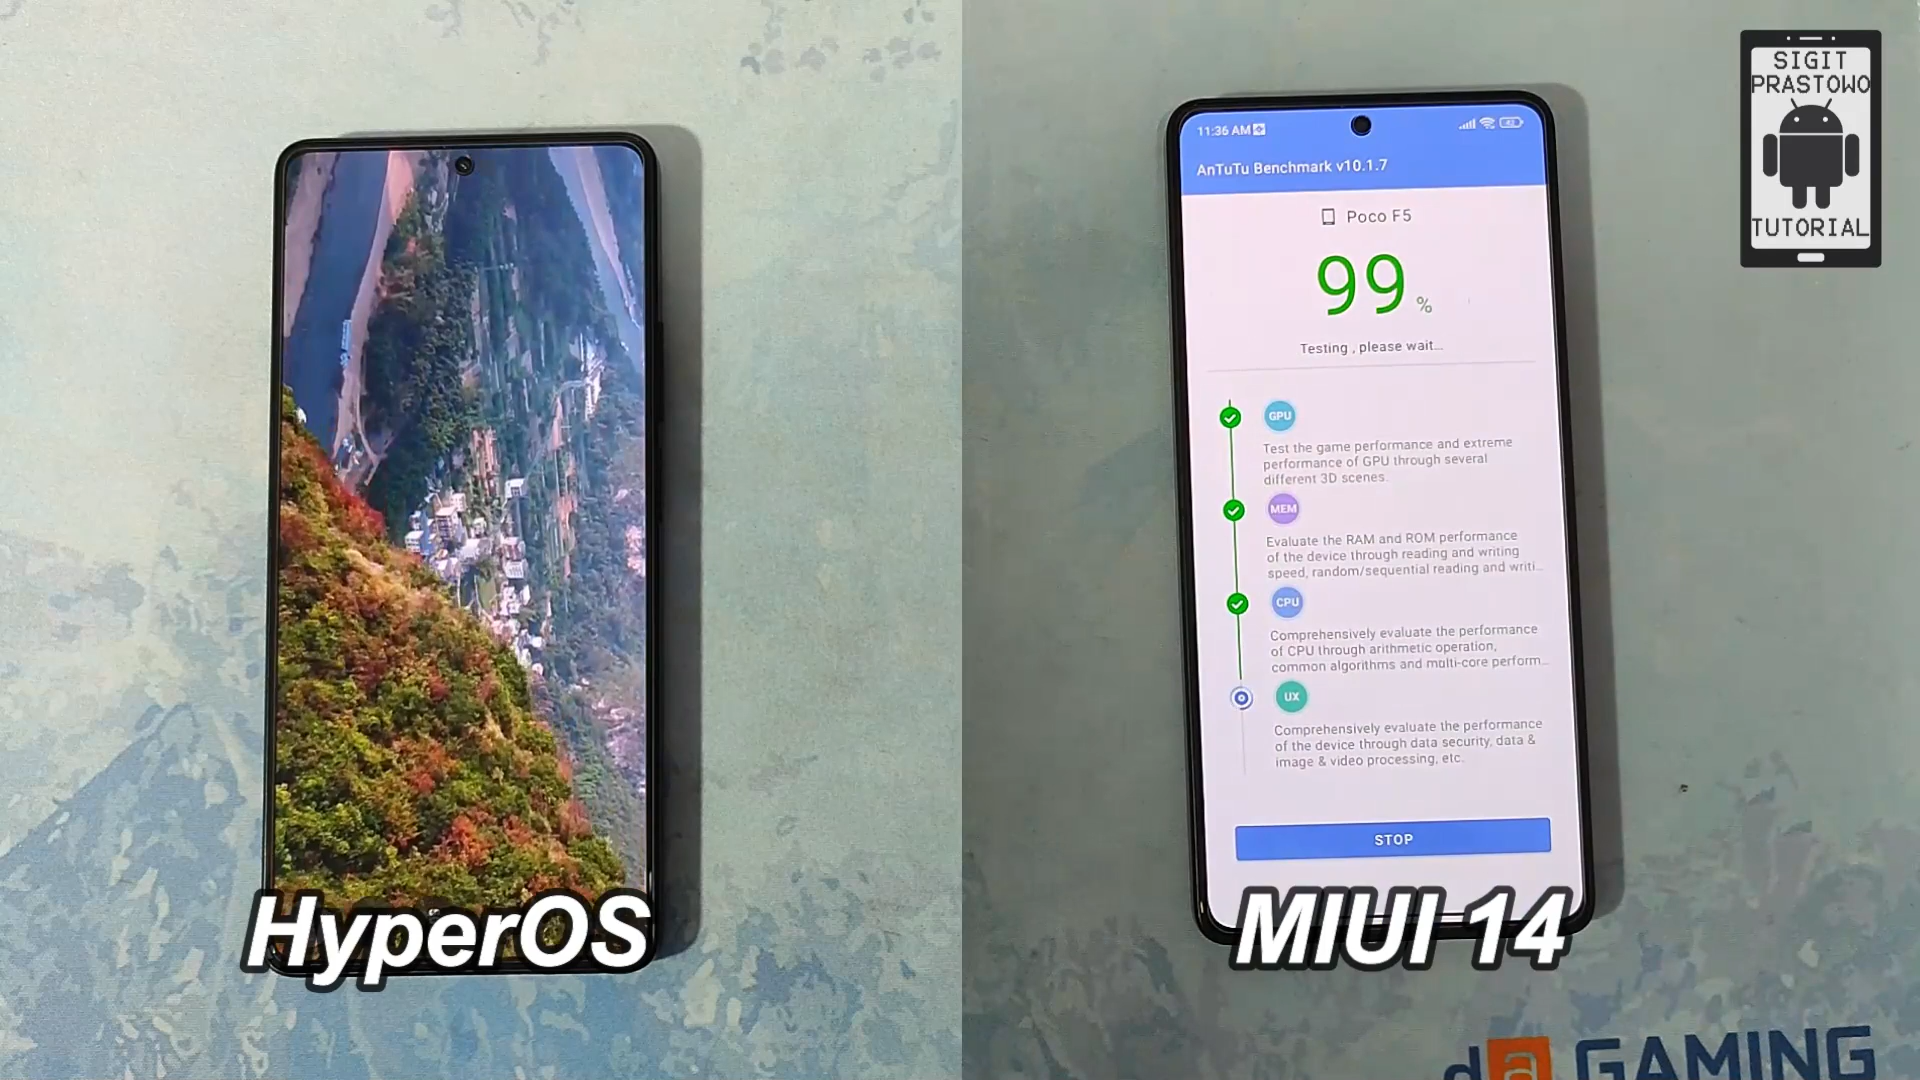 SIGIT
PRASTOWO
TUTORIAL
11:36 AM
42
AnTuTu Benchmark v10.1.7
Poco F5
99 %
Testing , please wait...
GPU
Test the game performance and extreme
performance of GPU through several
different 3D scenes.
MEM
Evaluate the RAM and ROM performance
of the device through reading and writing
speed, random/sequential reading and writi...
CPU
Comprehensively evaluate the performance
of CPU through arithmetic operation,
common algorithms and multi-core perform...
UX
Comprehensively evaluate the performance
of the device through data security, data &
image & video processing, etc.
STOP
HyperOS
MIUI 14
da GAMING